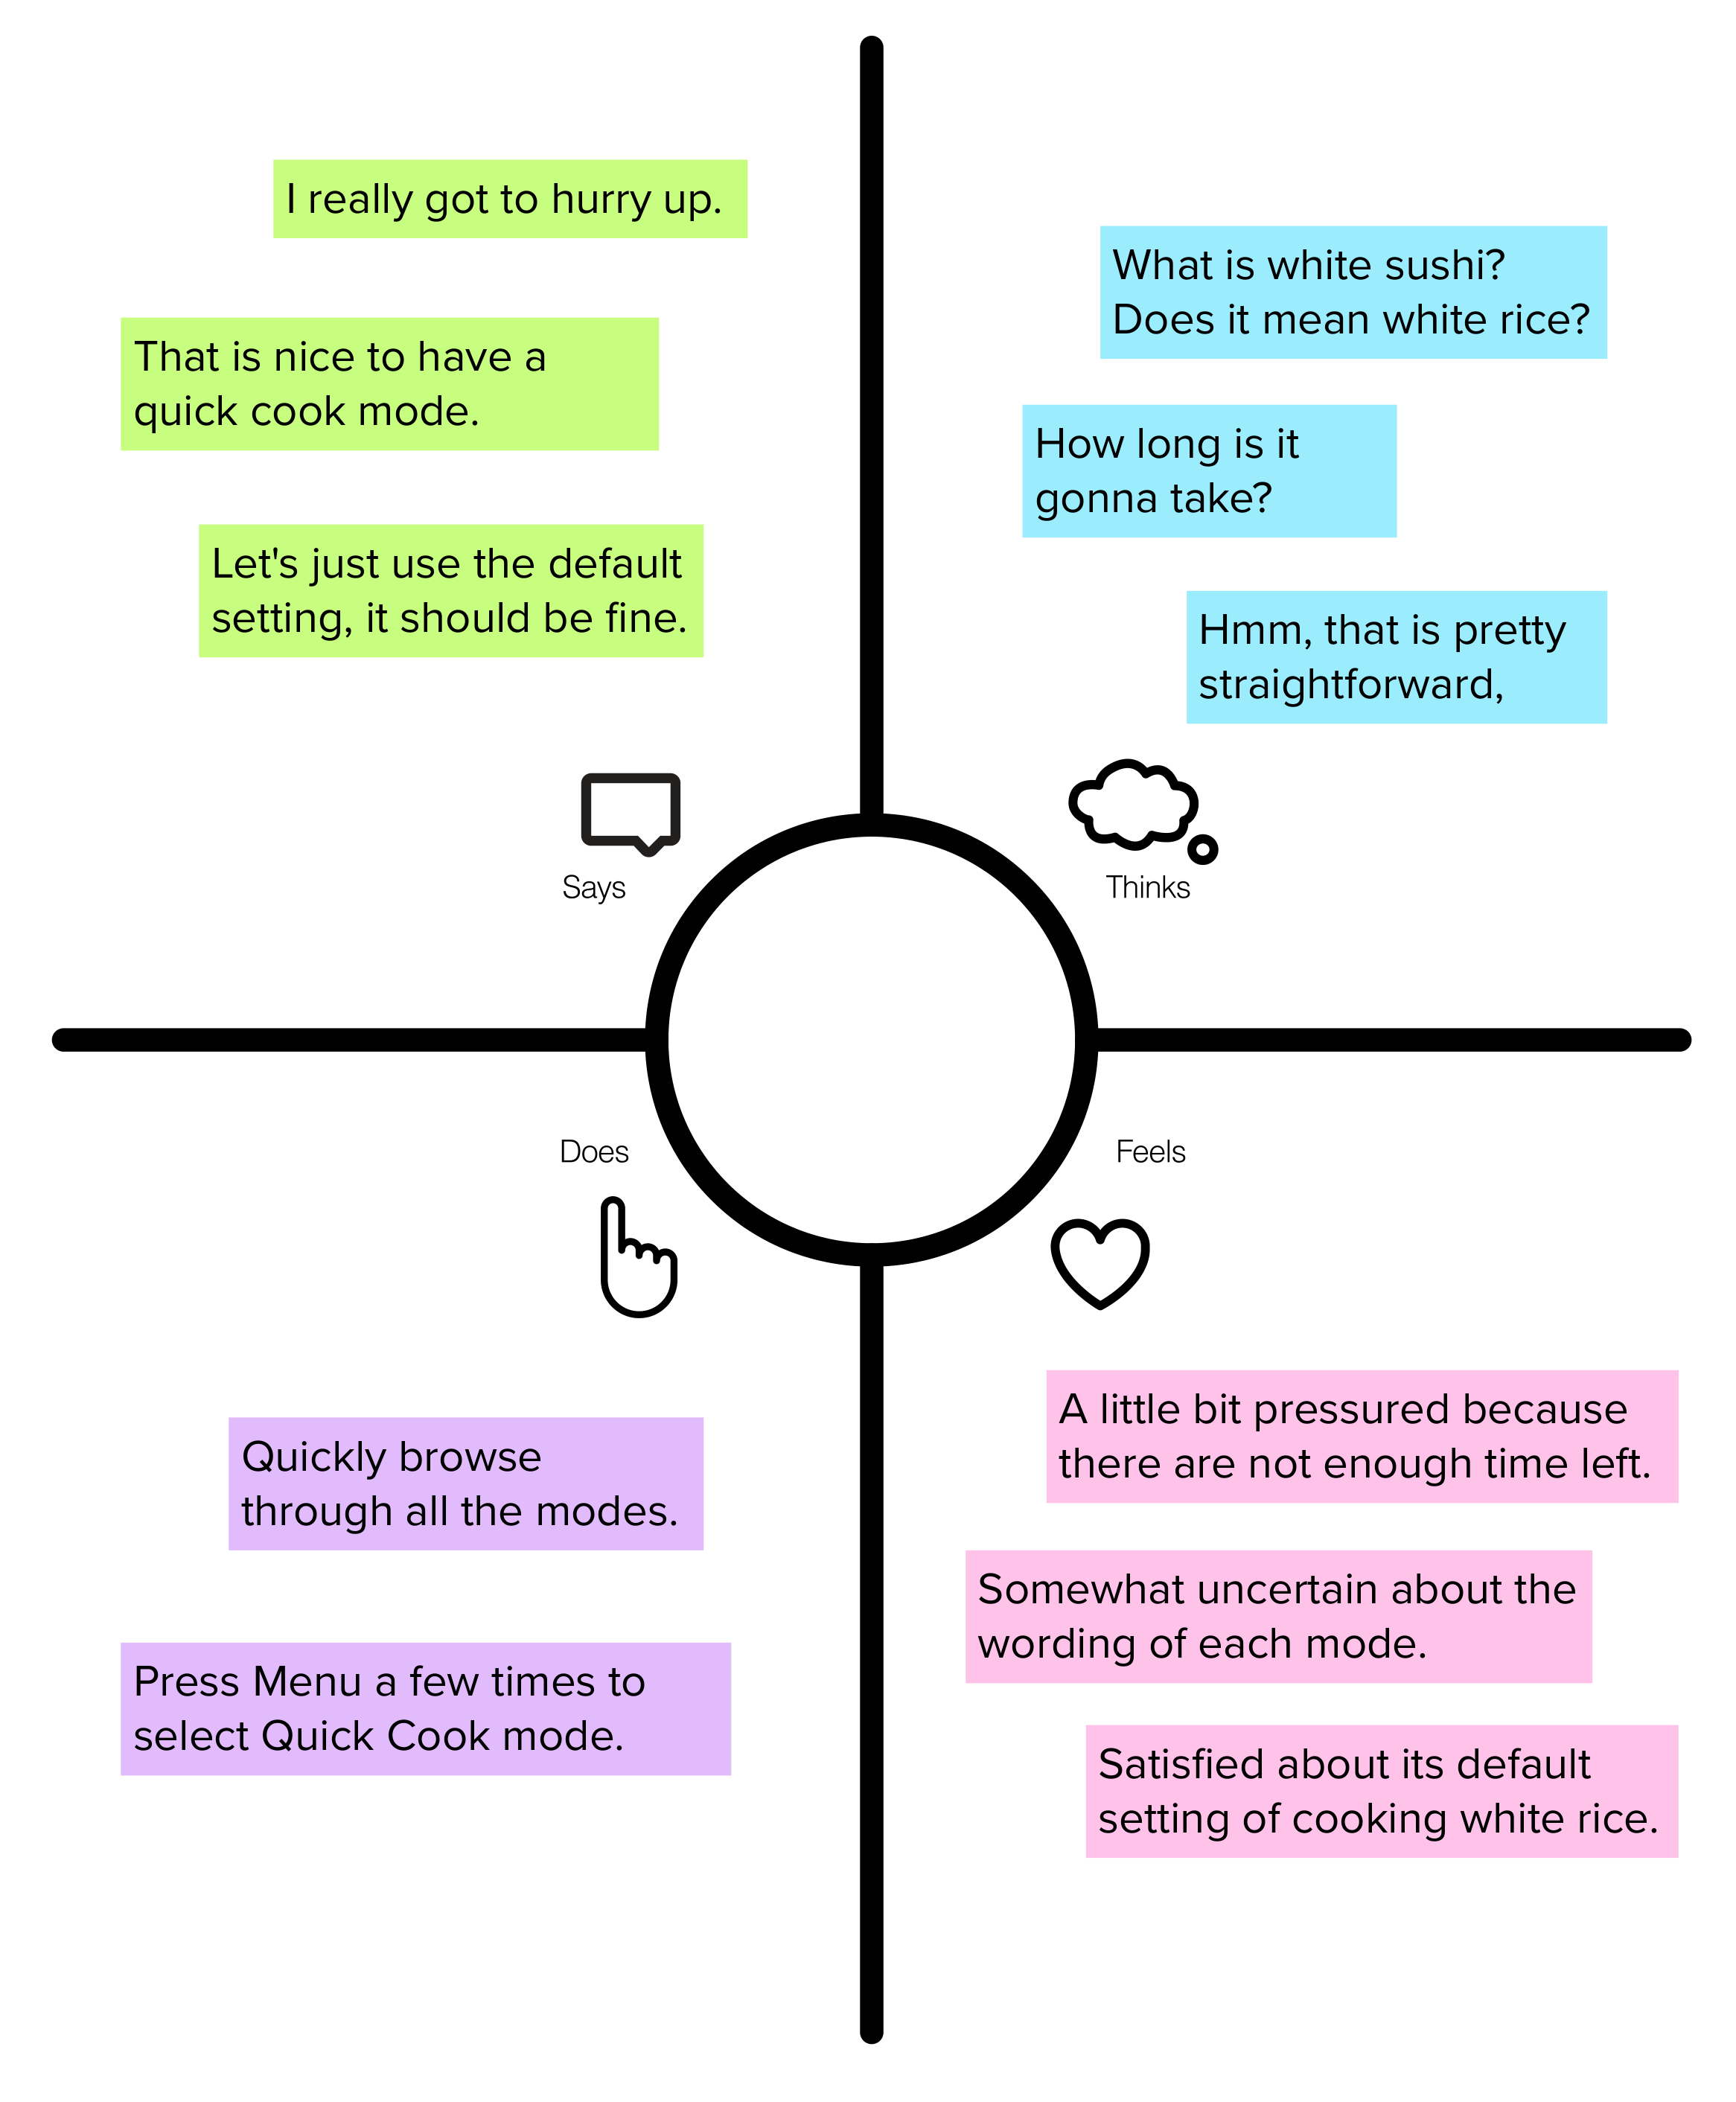 I really got to hurry up.
That is nice to have a
quick cook mode.
Let's just use the default
setting, it should be fine.
Says
What is white sushi?
Does it mean white rice?
How long is it
gonna take?
Hmm, that is pretty
straightforward,
Thinks
Does
Quickly browse
through all the modes.
Press Menu a few times to
select Quick Cook mode.
Feels
A little bit pressured because
there are not enough time left.
Somewhat uncertain about the
wording of each mode.
Satisfied about its default
setting of cooking white rice.